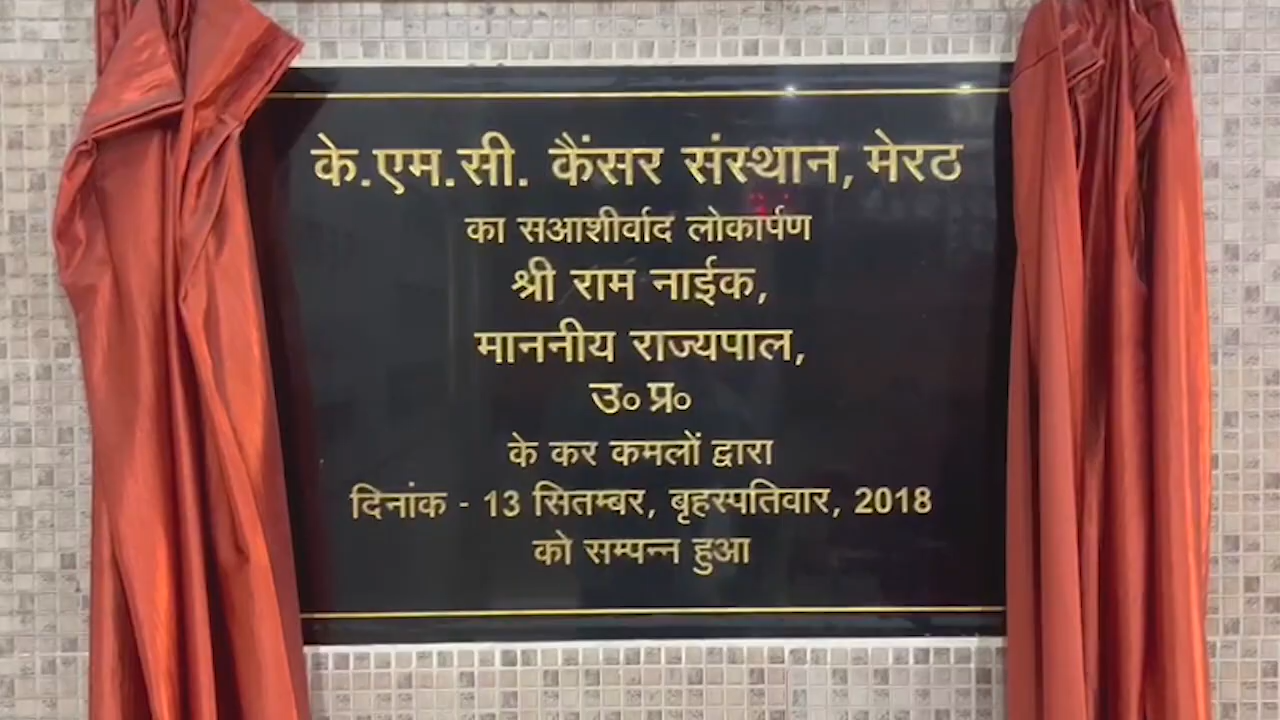 के.एम.सी. कैंसर संस्थान, मेरठ
का सआशीर्वाद लोकार्पण
श्री राम नाईक,
माननीय राज्यपाल,
उ० प्र०
के कर कमलों द्वारा
दिनांक - 13 सितम्बर, बृहस्पतिवार, 2018
को सम्पन्न हुआ